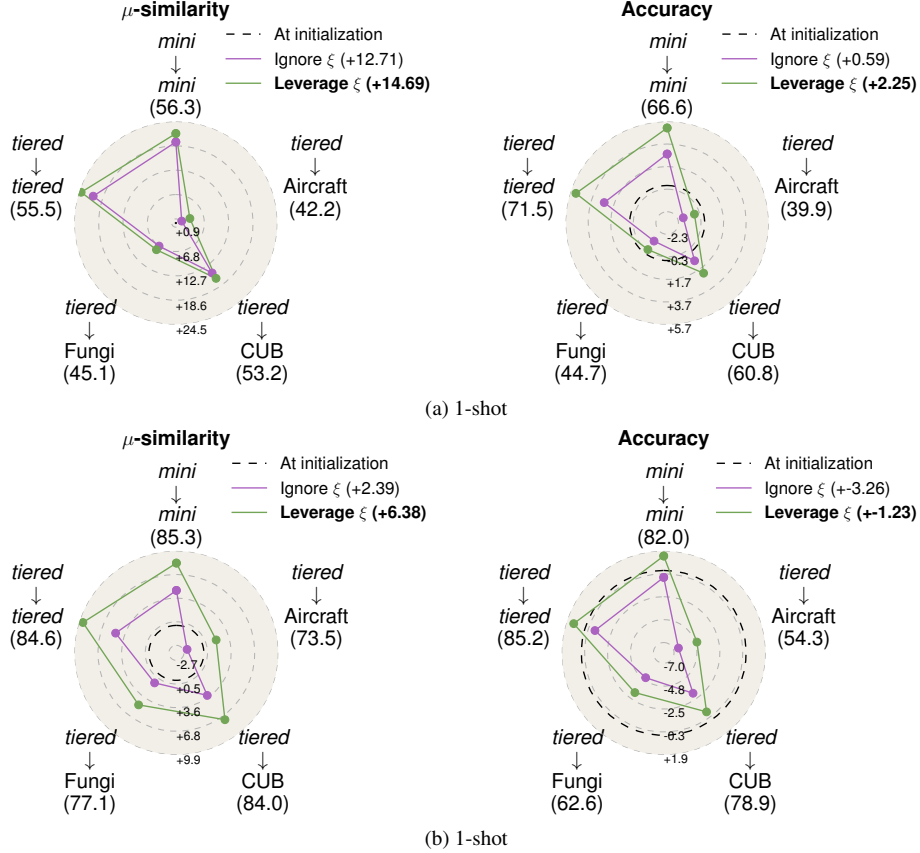 μ-similarity
At initialization
Ignore ξ (+12.71)
Leverage ξ (+14.69)
mini
↓
mini
(56.3)
tiered
↓
tiered
(55.5)
tiered
↓
Aircraft
(42.2)
+0.9
+6.8
+12.7
+18.6
+24.5
tiered
↓
Fungi
(45.1)
tiered
↓
CUB
(53.2)
Accuracy
At initialization
Ignore ξ (+0.59)
Leverage ξ (+2.25)
mini
↓
mini
(66.6)
tiered
↓
tiered
(71.5)
tiered
↓
Aircraft
(39.9)
-2.3
-0.3
+1.7
+3.7
+5.7
tiered
↓
Fungi
(44.7)
tiered
↓
CUB
(60.8)
(a) 1-shot
μ-similarity
At initialization
Ignore ξ (+2.39)
Leverage ξ (+6.38)
mini
↓
mini
(85.3)
tiered
↓
tiered
(84.6)
tiered
↓
Aircraft
(73.5)
-2.7
+0.5
+3.6
+6.8
+9.9
tiered
↓
Fungi
(77.1)
tiered
↓
CUB
(84.0)
Accuracy
At initialization
Ignore ξ (+-3.26)
Leverage ξ (+-1.23)
mini
↓
mini
(82.0)
tiered
↓
tiered
(85.2)
tiered
↓
Aircraft
(54.3)
-7.0
-4.8
-2.5
-0.3
+1.9
tiered
↓
Fungi
(62.6)
tiered
↓
CUB
(78.9)
(b) 1-shot